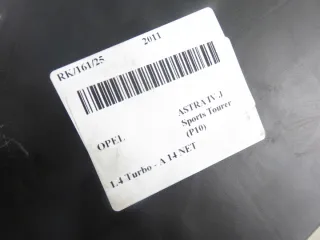 RK/161/25 2011
OPEL ASTRA IV J
Sports Tourer
(P10)
1.4 Turbo - A 14 NET